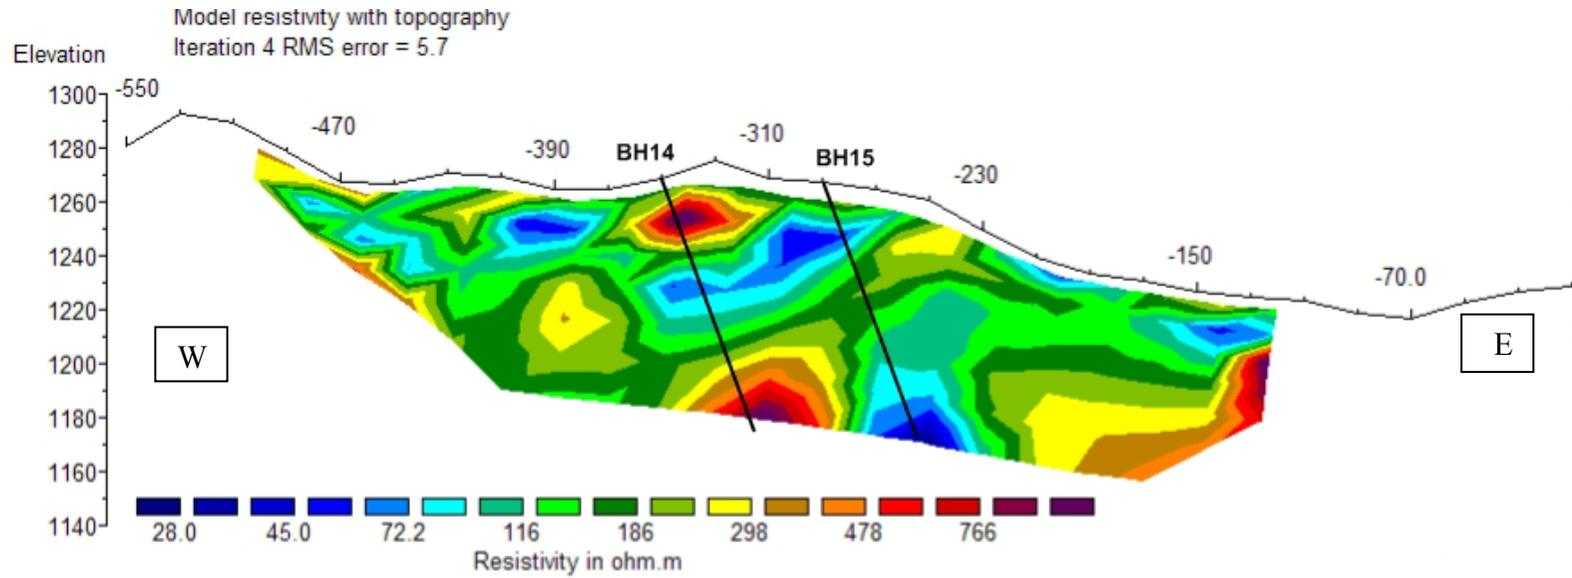 Model resistivity with topography
Iteration 4 RMS error = 5.7
Elevation
1300
-550
-470
-310
1280
-390
BH14
BH15
-230
1260
1240
-150
-70.0
1220
1200
W
E
1180
1160
1140
28.0 45.0 72.2 116 186 298 478 766
Resistivity in ohm.m